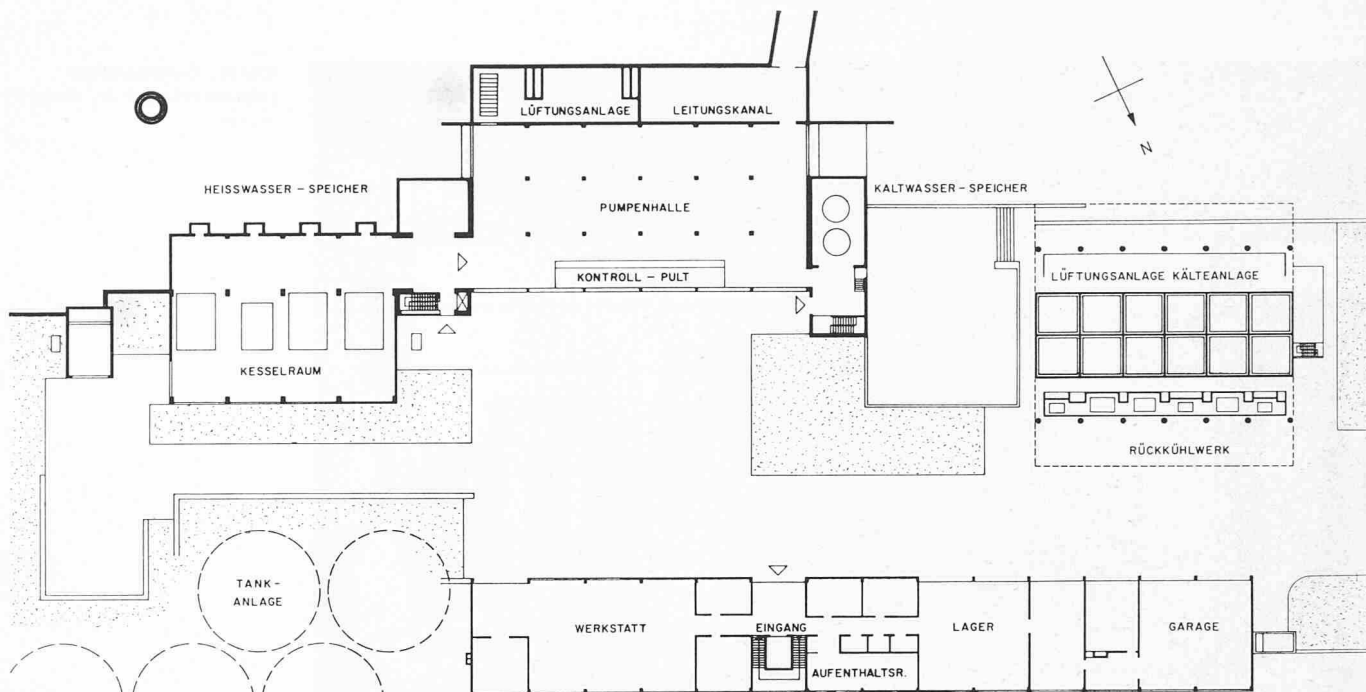 LÜFTUNGSANLAGE
LEITUNGSKANAL
N
HEISSWASSER – SPEICHER
KALTWASSER – SPEICHER
PUMPENHALLE
KONTROLL – PULT
LÜFTUNGSANLAGE KÄLTEANLAGE
KESSELRAUM
RÜCKKÜHLWERK
TANK-
ANLAGE
WERKSTATT
EINGANG
LAGER
GARAGE
AUFENTHALTSR.